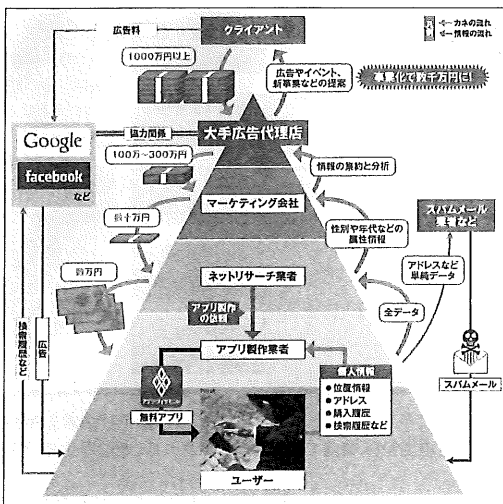 広告料
クライアント
←カネの流れ
←情報の流れ
1000万円以上
広告やイベント、
新事業などの提案
事業化で数千万円に!
Google
facebook
など
協力関係
大手広告代理店
100万〜300万円
情報の集約と分析
マーケティング会社
数十万円
性別や年代などの
属性情報
スパムメール
業者など
ネットリサーチ業者
数万円
アドレスなど
単純データ
全データ
アプリ製作
の依頼
アプリ製作業者
検索履歴など
広告
個人情報
●位置情報
●アドレス
●購入履歴
●検索履歴など
無料アプリ
スパムメール
ユーザー